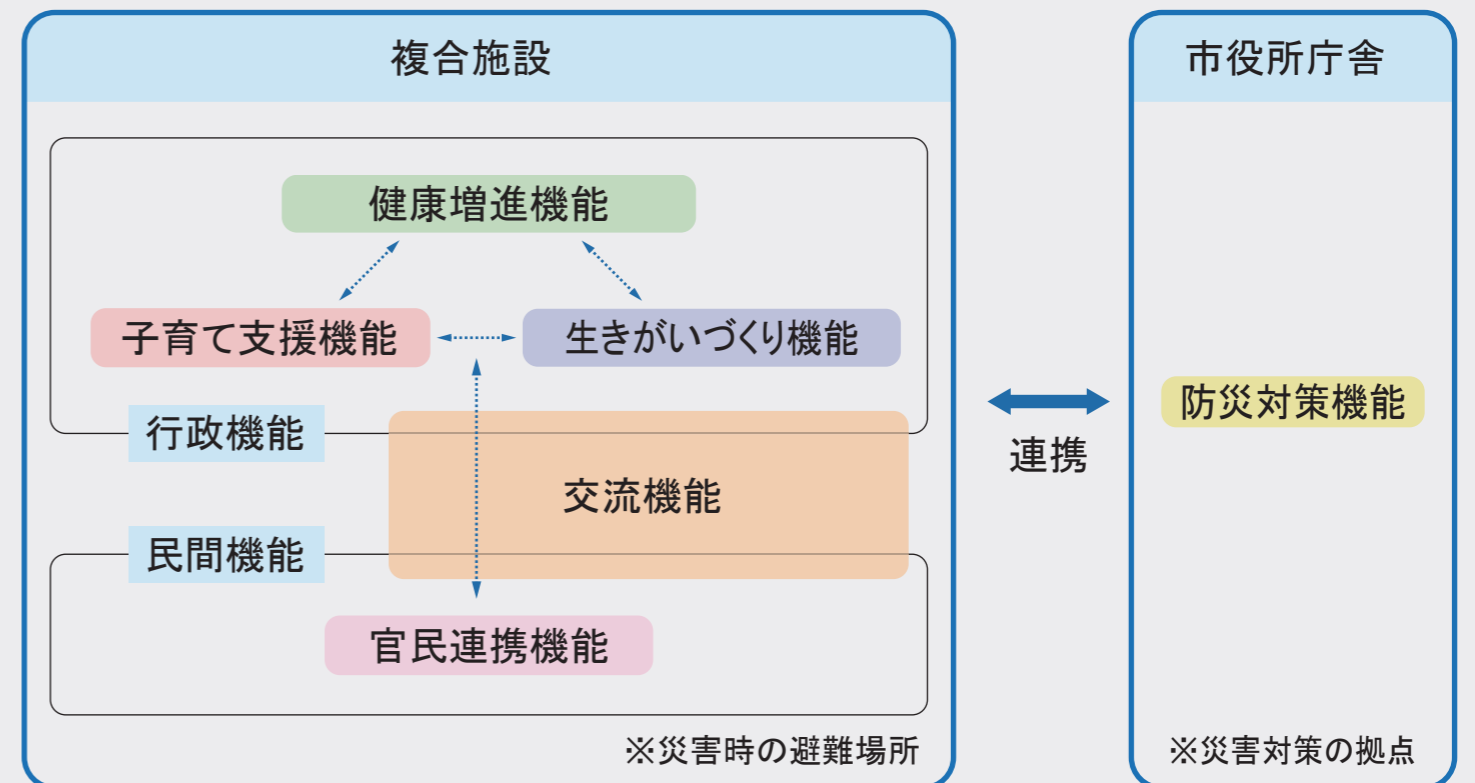 複合施設
健康増進機能
子育て支援機能
生きがいづくり機能
行政機能
交流機能
民間機能
官民連携機能
※災害時の避難場所
連携
市役所庁舎
防災対策機能
※災害対策の拠点